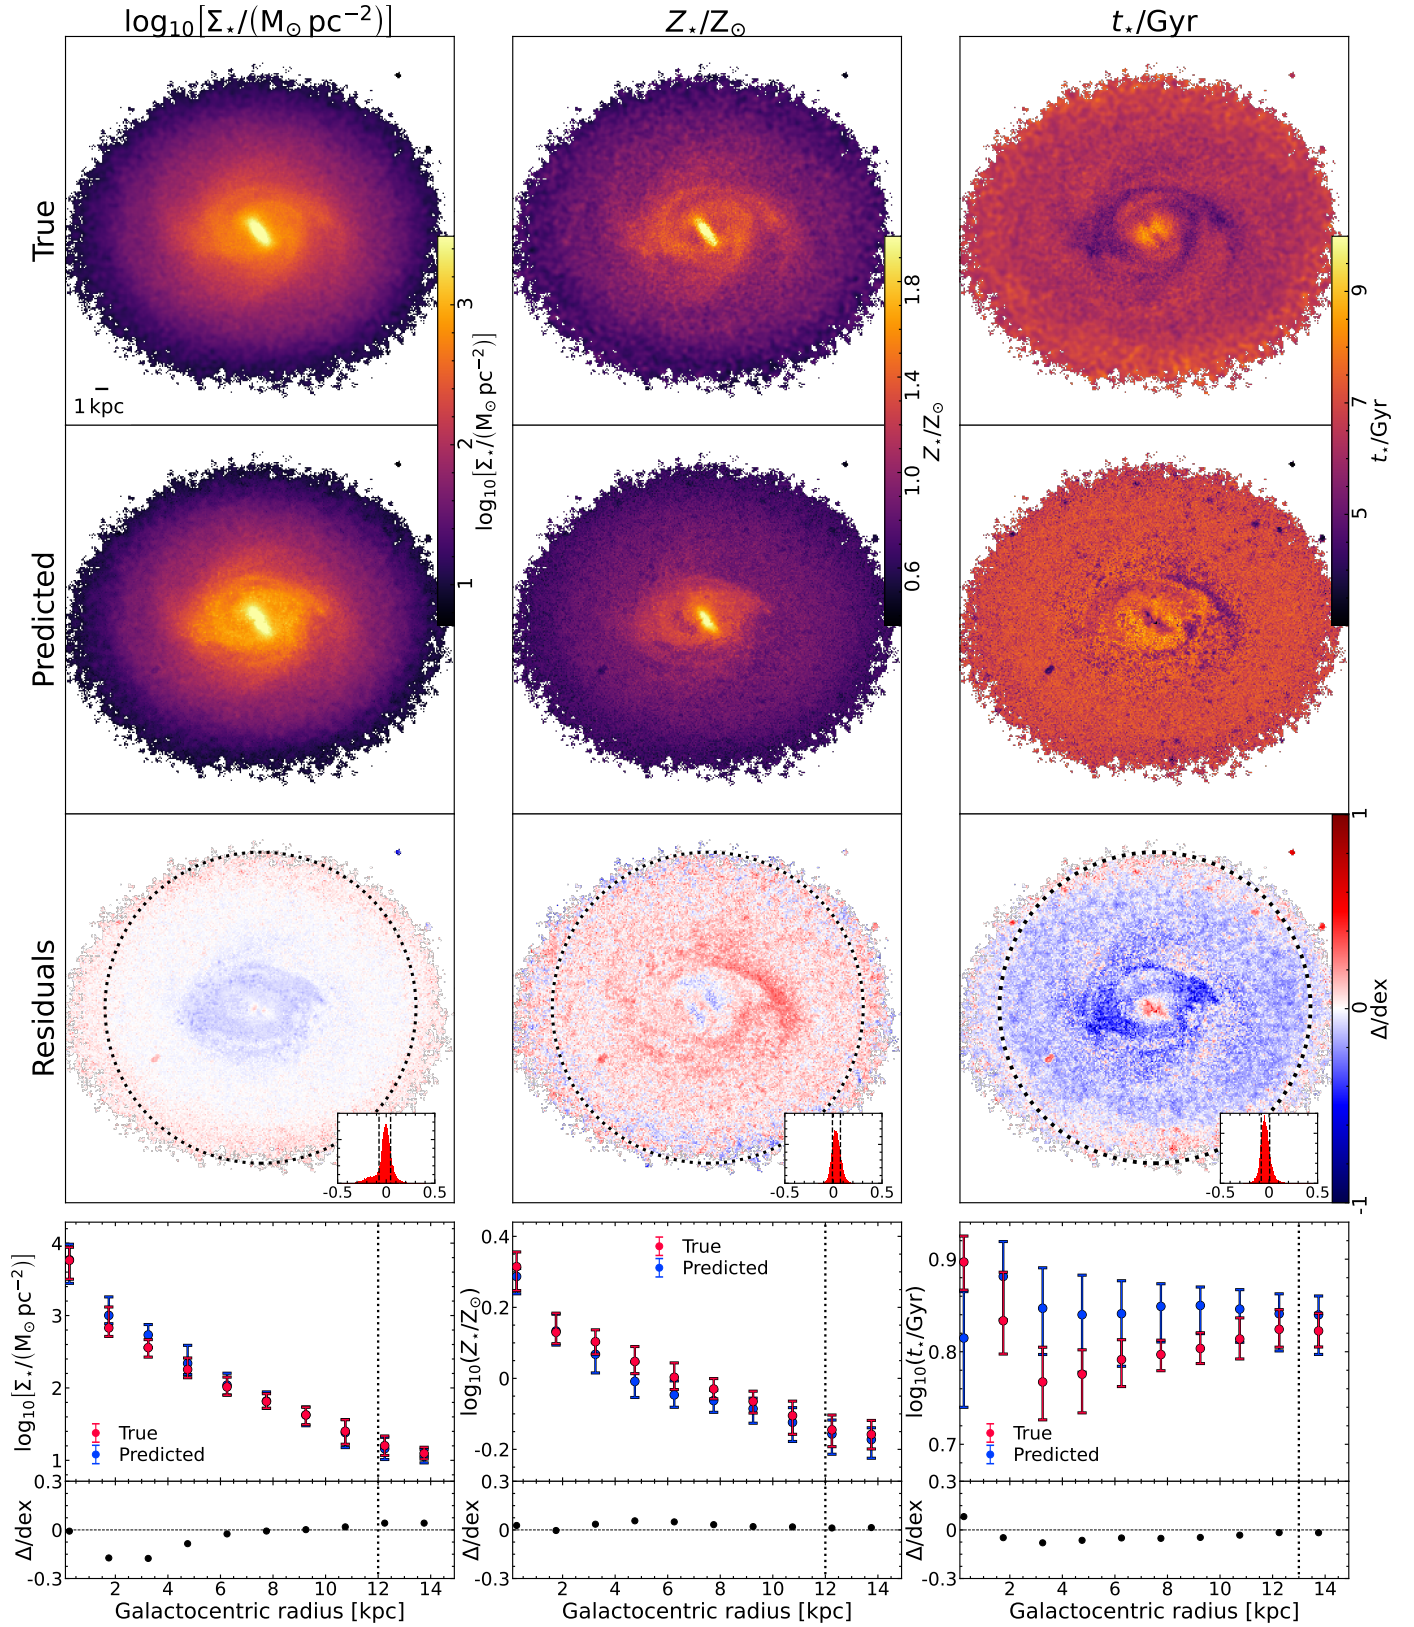 log₁₀[Σ⋆/(M⊙ pc⁻²)]
Z⋆/Z⊙
t⋆/Gyr
True
1 kpc
3
2
1
log₁₀[Σ⋆/(M⊙ pc⁻²)]
1.8
1.4
1.0
0.6
Z⋆/Z⊙
9
7
5
t⋆/Gyr
Predicted
Residuals
-0.5 0 0.5
-0.5 0 0.5
-0.5 0 0.5
1
0
-1
Δ/dex
log₁₀[Σ⋆/(M⊙ pc⁻²)]
4
3
2
1
True
Predicted
log₁₀(Z⋆/Z⊙)
0.4
0.2
0
-0.2
True
Predicted
log₁₀(t⋆/Gyr)
0.9
0.8
0.7
True
Predicted
Δ/dex
0.3
0
-0.3
2 4 6 8 10 12 14
Galactocentric radius [kpc]
Δ/dex
0.3
0
-0.3
2 4 6 8 10 12 14
Galactocentric radius [kpc]
Δ/dex
0.3
0
-0.3
2 4 6 8 10 12 14
Galactocentric radius [kpc]